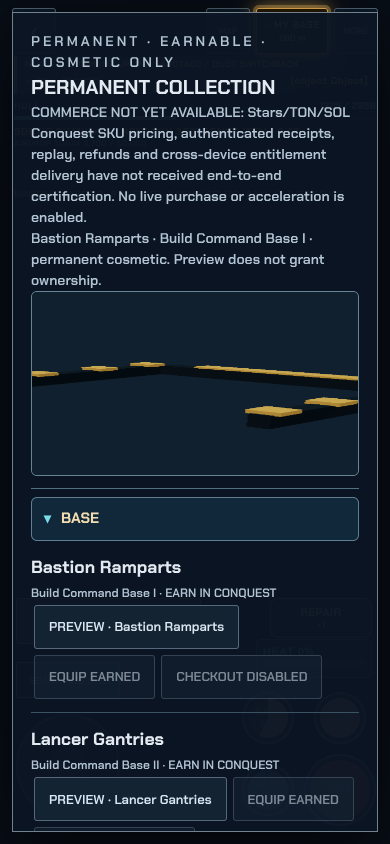 PERMANENT · EARNABLE ·
COSMETIC ONLY
PERMANENT COLLECTION
COMMERCE NOT YET AVAILABLE: Stars/TON/SOL
Conquest SKU pricing, authenticated receipts,
replay, refunds and cross-device entitlement
delivery have not received end-to-end
certification. No live purchase or acceleration is
enabled.
Bastion Ramparts · Build Command Base I ·
permanent cosmetic. Preview does not grant
ownership.
▼ BASE
Bastion Ramparts
Build Command Base I · EARN IN CONQUEST
PREVIEW · Bastion Ramparts
EQUIP EARNED CHECKOUT DISABLED
Lancer Gantries
Build Command Base II · EARN IN CONQUEST
PREVIEW · Lancer Gantries EQUIP EARNED